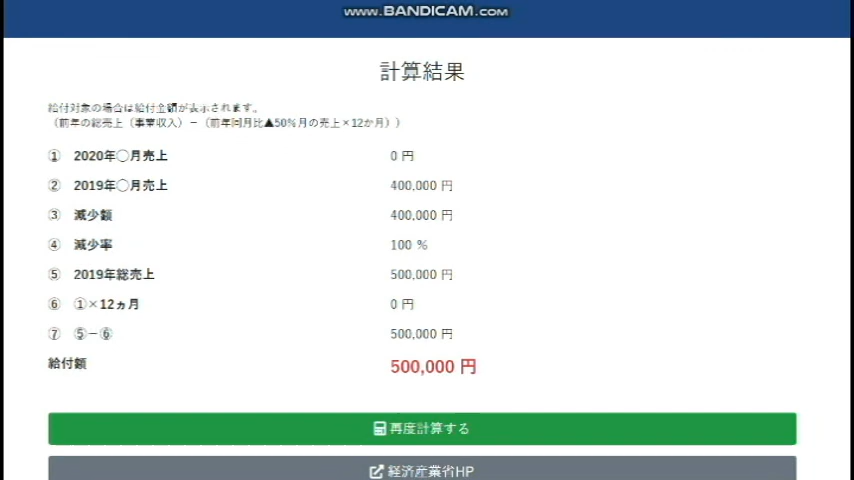 www.BANDICAM.com
計算結果
給付対象の場合は給付金額が表示されます。
（前年の総売上（事業収入）－（前年同月比▲50％月の売上×12か月））
① 2020年〇月売上 0 円
② 2019年〇月売上 400,000 円
③ 減少額 400,000 円
④ 減少率 100 %
⑤ 2019年総売上 500,000 円
⑥ ①×12ヵ月 0 円
⑦ ⑤－⑥ 500,000 円
給付額 500,000 円
再度計算する
経済産業省HP